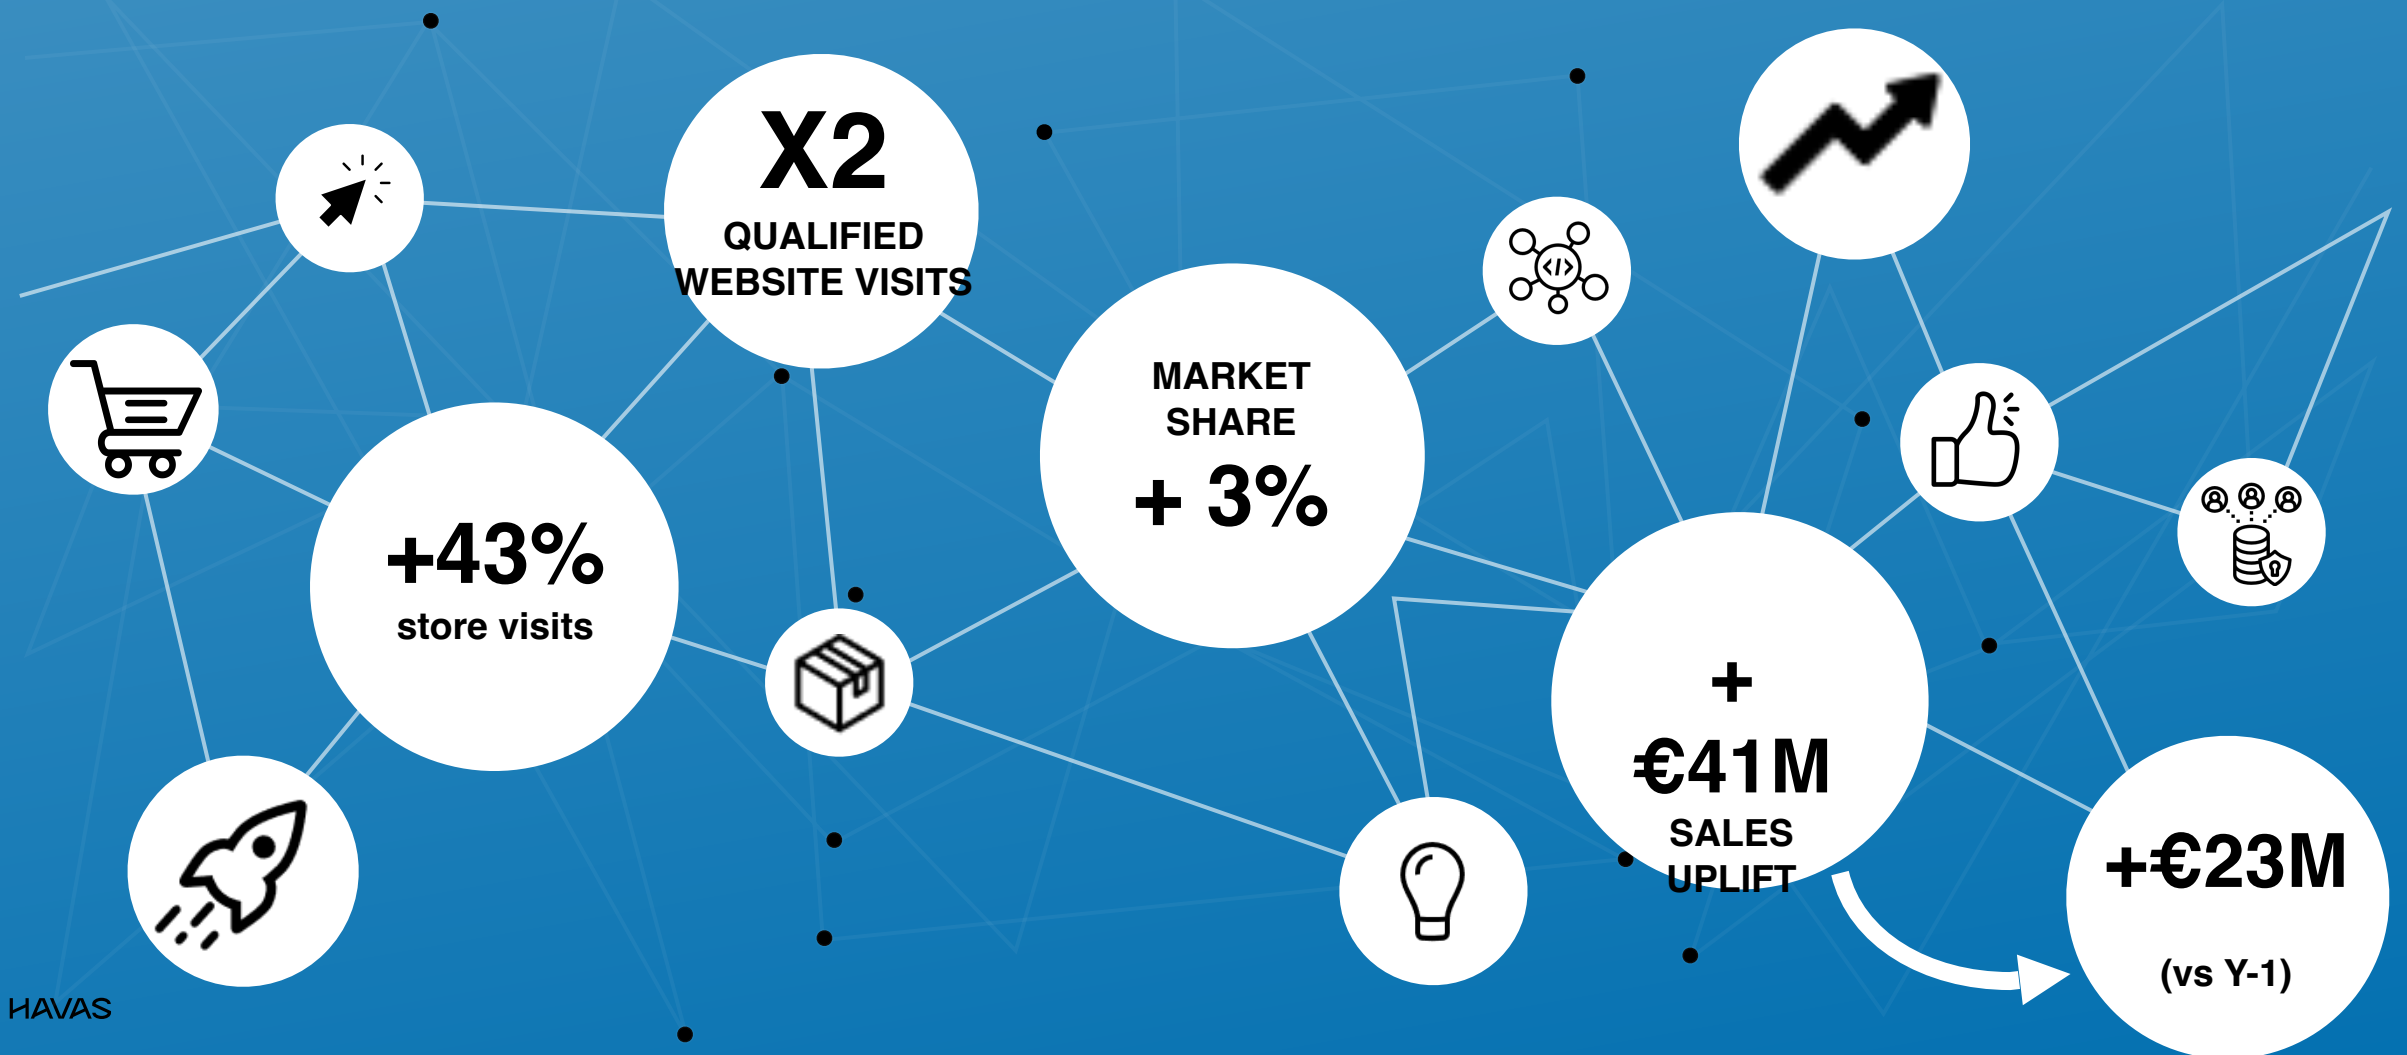 X2
QUALIFIED
WEBSITE VISITS
MARKET
SHARE
+ 3%
+43%
store visits
+
€41M
SALES
UPLIFT
+€23M
(vs Y-1)
HAVAS